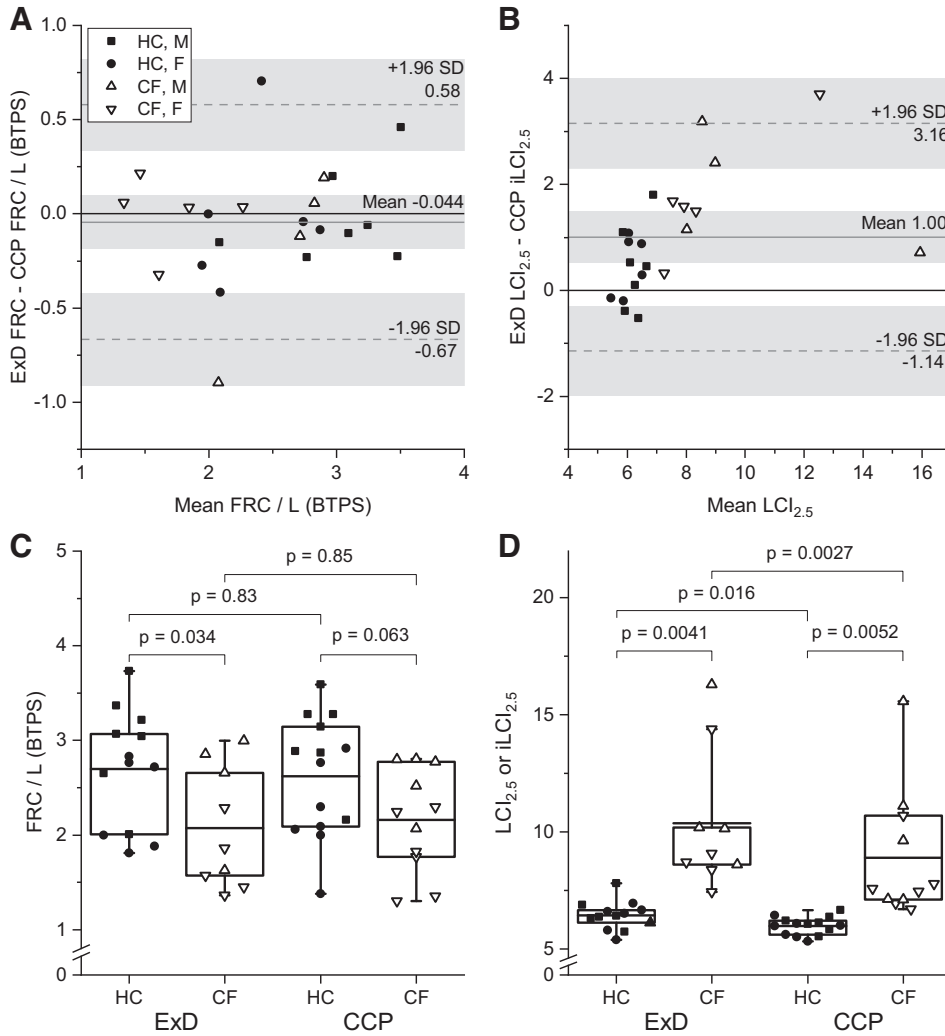 A
1.0
0.5
0.0
-0.5
-1.0
ExD FRC - CCP FRC / L (BTPS)
HC, M
HC, F
CF, M
CF, F
+1.96 SD
0.58
Mean -0.044
-1.96 SD
-0.67
1 2 3 4
Mean FRC / L (BTPS)
B
4
2
0
-2
ExD LCI2.5 - CCP iLCI2.5
+1.96 SD
3.16
Mean 1.00
-1.96 SD
-1.14
4 6 8 10 12 14 16
Mean LCI2.5
C
5
4
3
2
1
0
FRC / L (BTPS)
p = 0.85
p = 0.83
p = 0.034
p = 0.063
HC CF HC CF
ExD CCP
D
20
15
10
5
0
LCI2.5 or iLCI2.5
p = 0.0027
p = 0.016
p = 0.0041
p = 0.0052
HC CF HC CF
ExD CCP